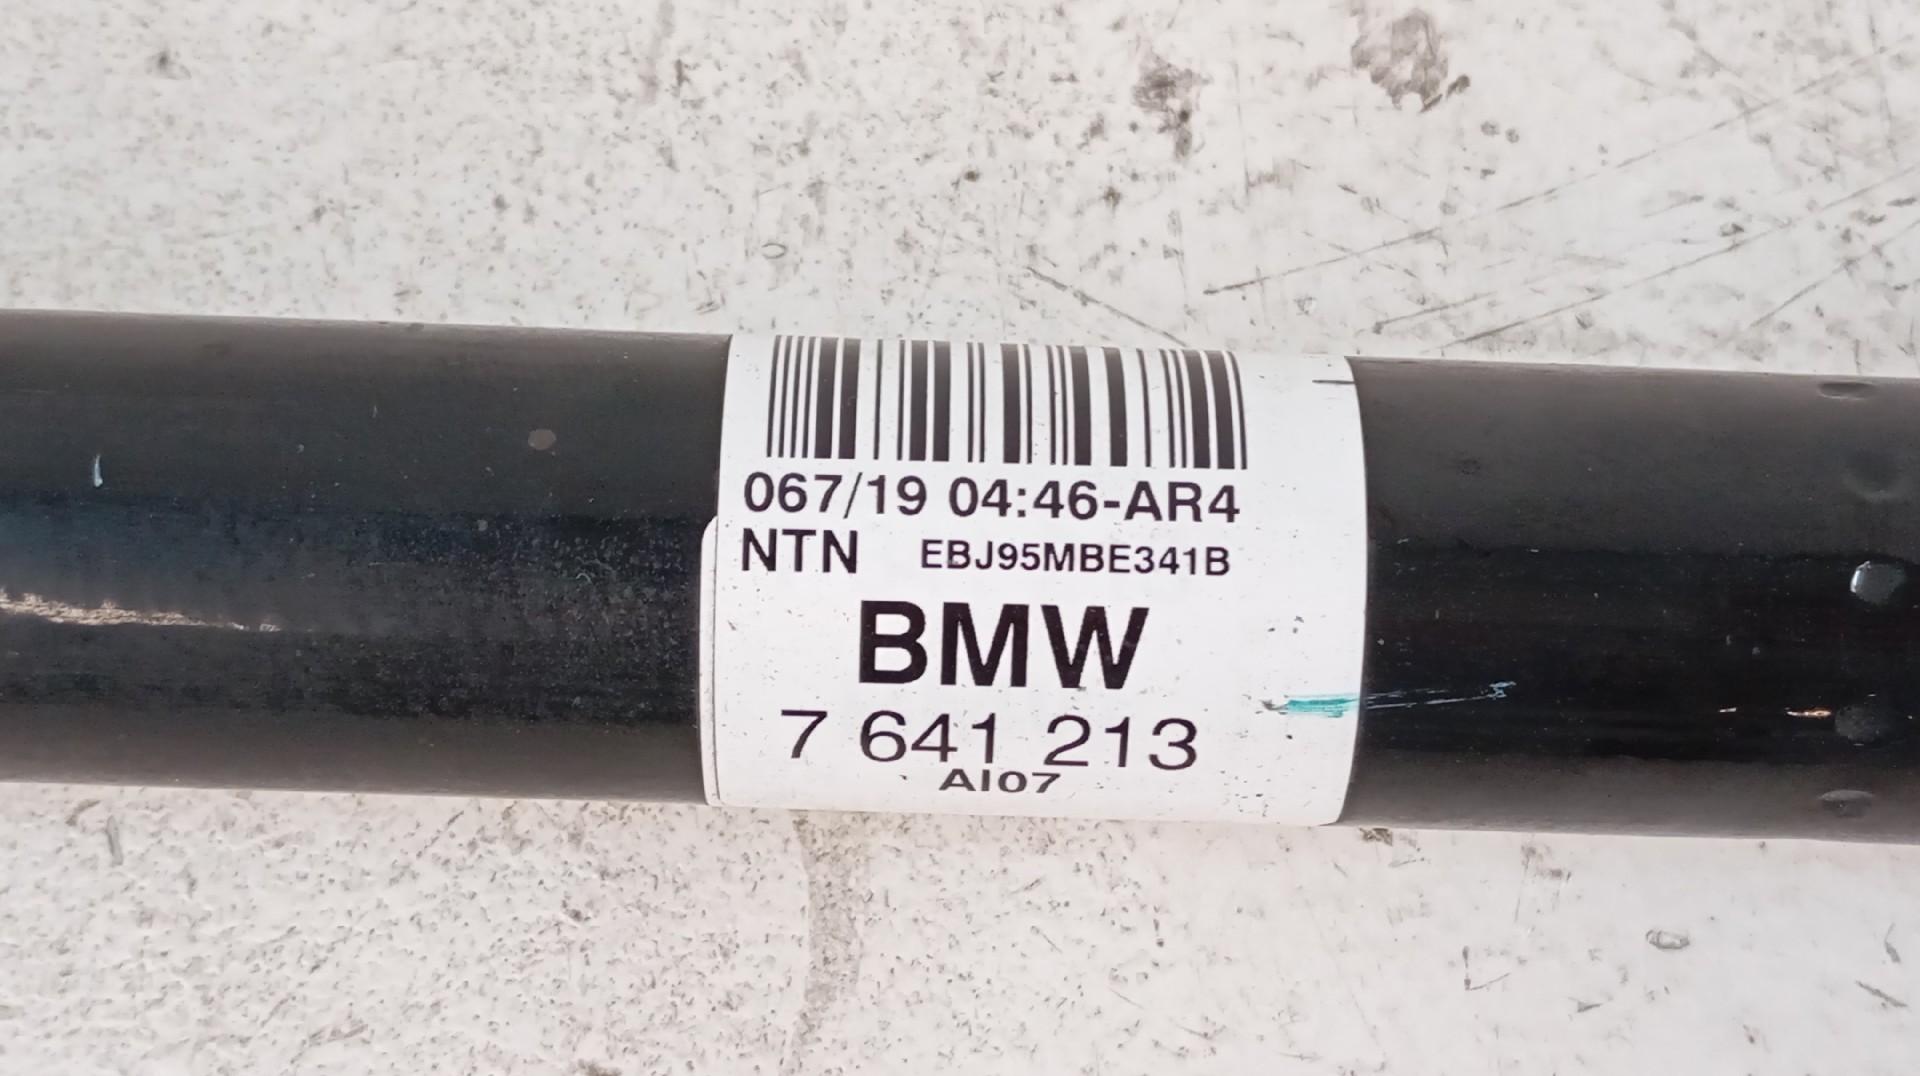 067/19 04:46-AR4
NTN EBJ95MBE341B
BMW
7 641 213
AI07